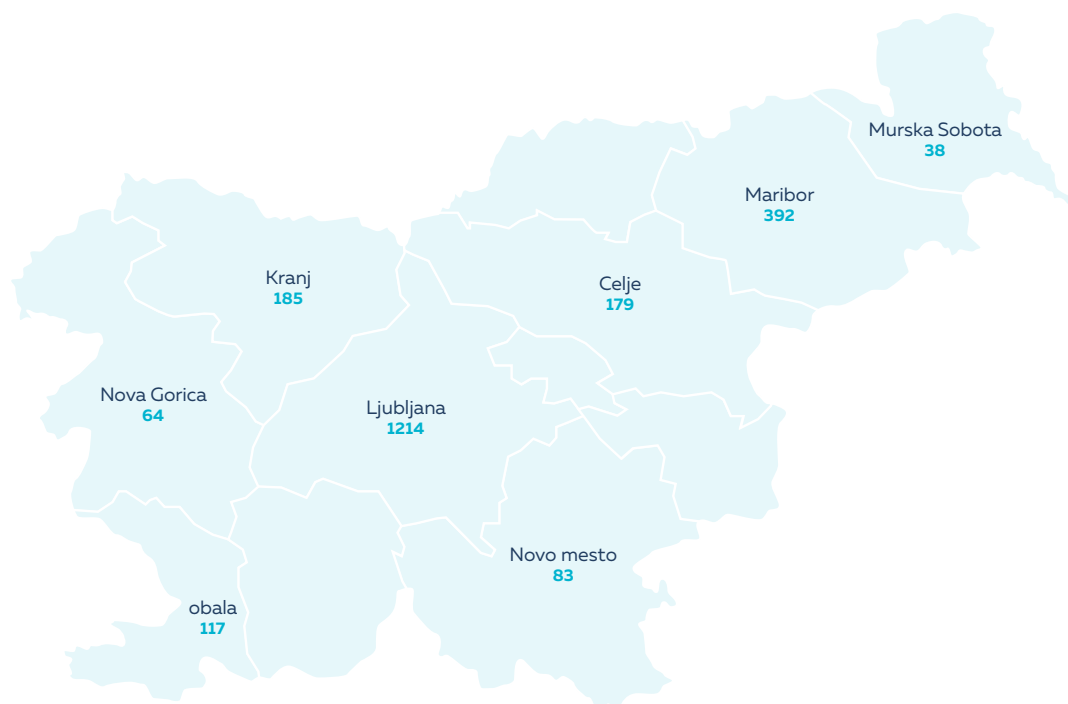 Murska Sobota
38
Maribor
392
Kranj
185
Celje
179
Nova Gorica
64
Ljubljana
1214
Novo mesto
83
obala
117